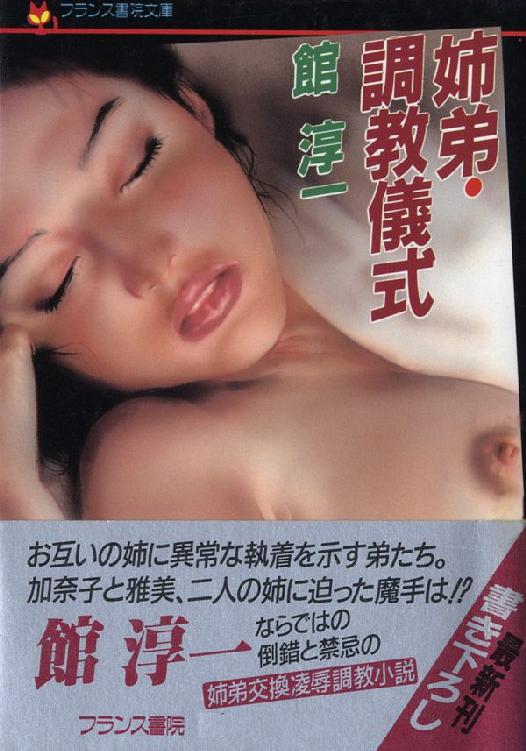 フランス書院文庫
姉弟・
調教儀式
館 淳一
お互いの姉に異常な執着を示す弟たち。
加奈子と雅美、二人の姉に迫った魔手は!?
館 淳一
ならではの
倒錯と禁忌の
姉弟交換凌辱調教小説
フランス書院
最新刊
書き下ろし